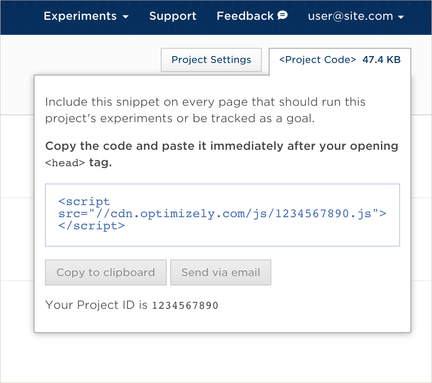 Experiments Support Feedback user@site.com
Project Settings <Project Code> 47.4 KB
Include this snippet on every page that should run this
project's experiments or be tracked as a goal.
Copy the code and paste it immediately after your opening
<head> tag.
<script
src="//cdn.optimizely.com/js/1234567890.js">
</script>
Copy to clipboard Send via email
Your Project ID is 1234567890